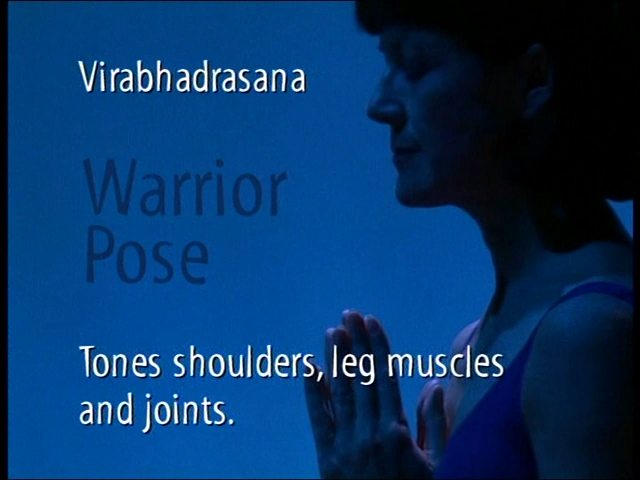 Virabhadrasana
Warrior
Pose
Tones shoulders, leg muscles
and joints.